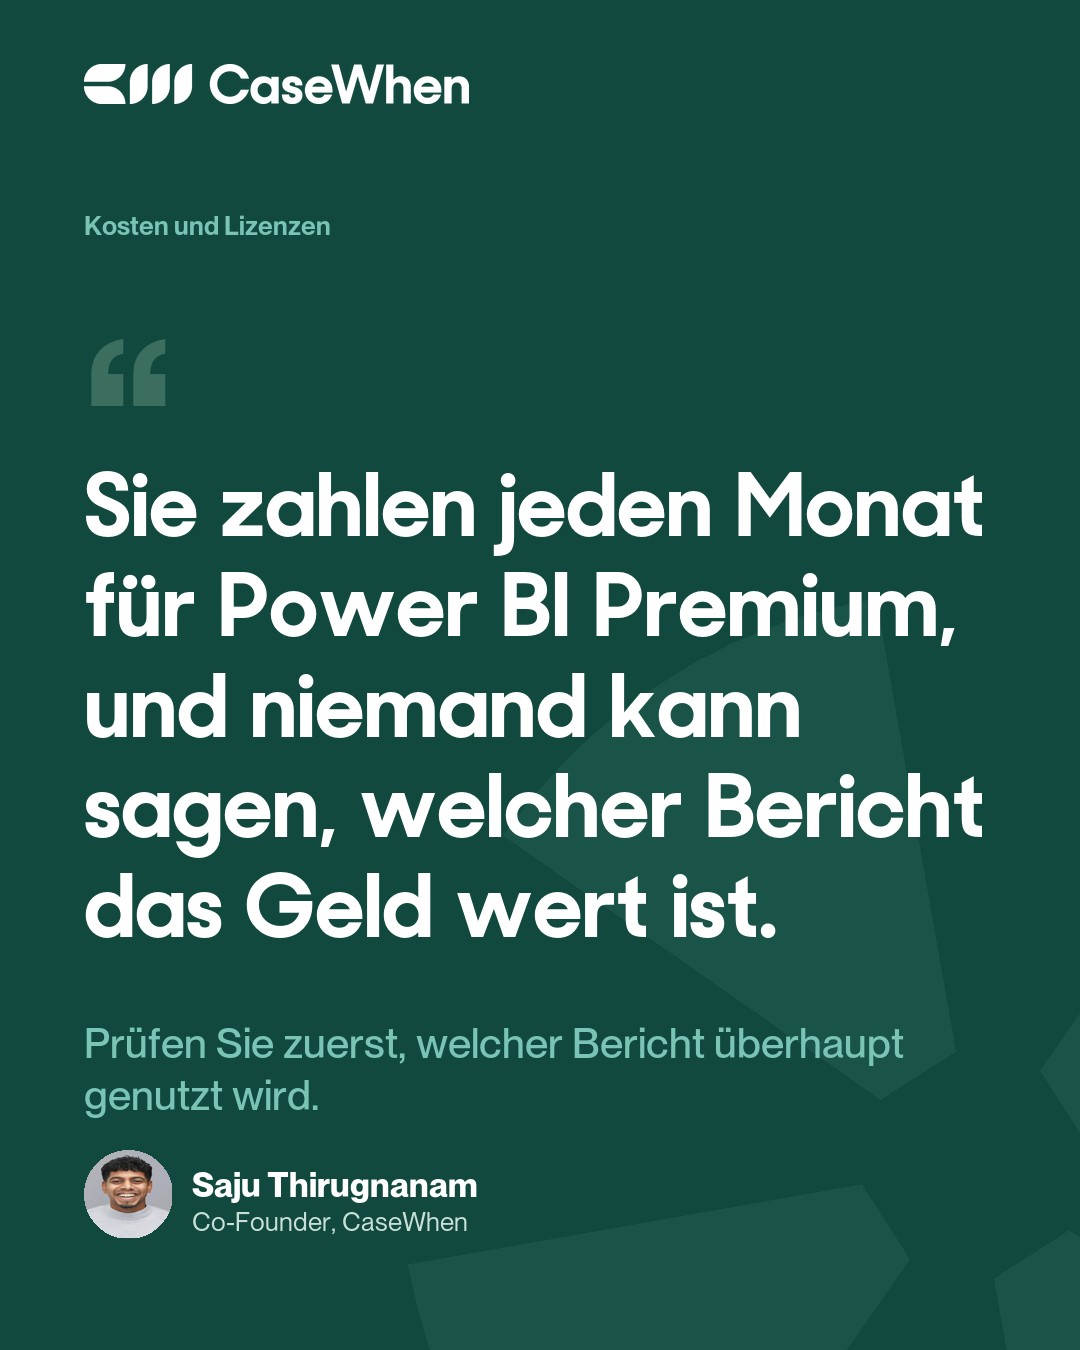 CaseWhen
Kosten und Lizenzen
“
Sie zahlen jeden Monat
für Power BI Premium,
und niemand kann
sagen, welcher Bericht
das Geld wert ist.
Prüfen Sie zuerst, welcher Bericht überhaupt
genutzt wird.
Saju Thirugnanam
Co-Founder, CaseWhen